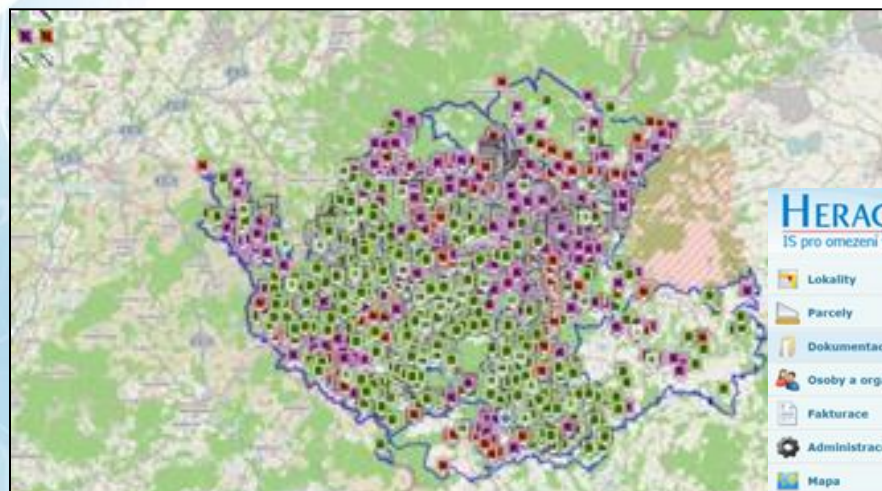 HERAC
IS pro omezení
Lokality
Parcely
Dokumentac
Osoby a orga
Fakturace
Administrac
Mapa